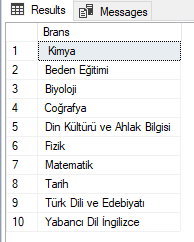 Results Messages
Brans
1 Kimya
2 Beden Eğitimi
3 Biyoloji
4 Coğrafya
5 Din Kültürü ve Ahlak Bilgisi
6 Fizik
7 Matematik
8 Tarih
9 Türk Dili ve Edebiyatı
10 Yabancı Dil İngilizce